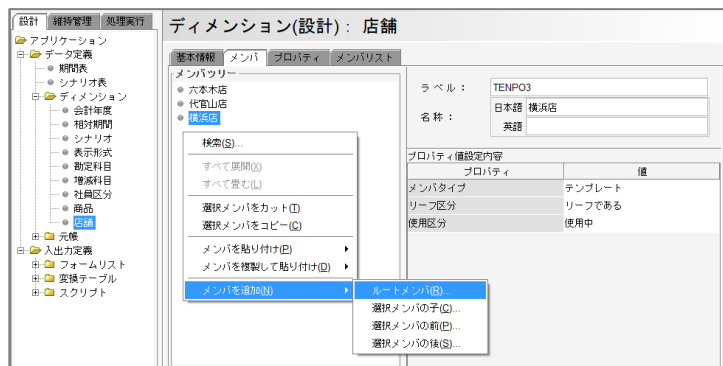 設計 維持管理 処理実行
アプリケーション
データ定義
期間表
シナリオ表
ディメンション
会計年度
相対期間
シナリオ
表示形式
勘定科目
増減科目
社員区分
商品
店舗
元帳
入出力定義
フォームリスト
変換テーブル
スクリプト
ディメンション(設計) : 店舗
基本情報 メンバ プロパティ メンバリスト
メンバツリー
六本木店
代官山店
横浜店
検索(S)...
すべて展開(X)
すべて畳む(L)
選択メンバをカット(T)
選択メンバをコピー(C)
メンバを貼り付け(P)
メンバを複製して貼り付け(D)
メンバを追加(N)
ルートメンバ(R)...
選択メンバの子(C)...
選択メンバの前(P)...
選択メンバの後(S)...
ラベル : TENPO3
名称 : 日本語 横浜店
英語
プロパティ値設定内容
プロパティ 値
メンバタイプ テンプレート
リーフ区分 リーフである
使用区分 使用中